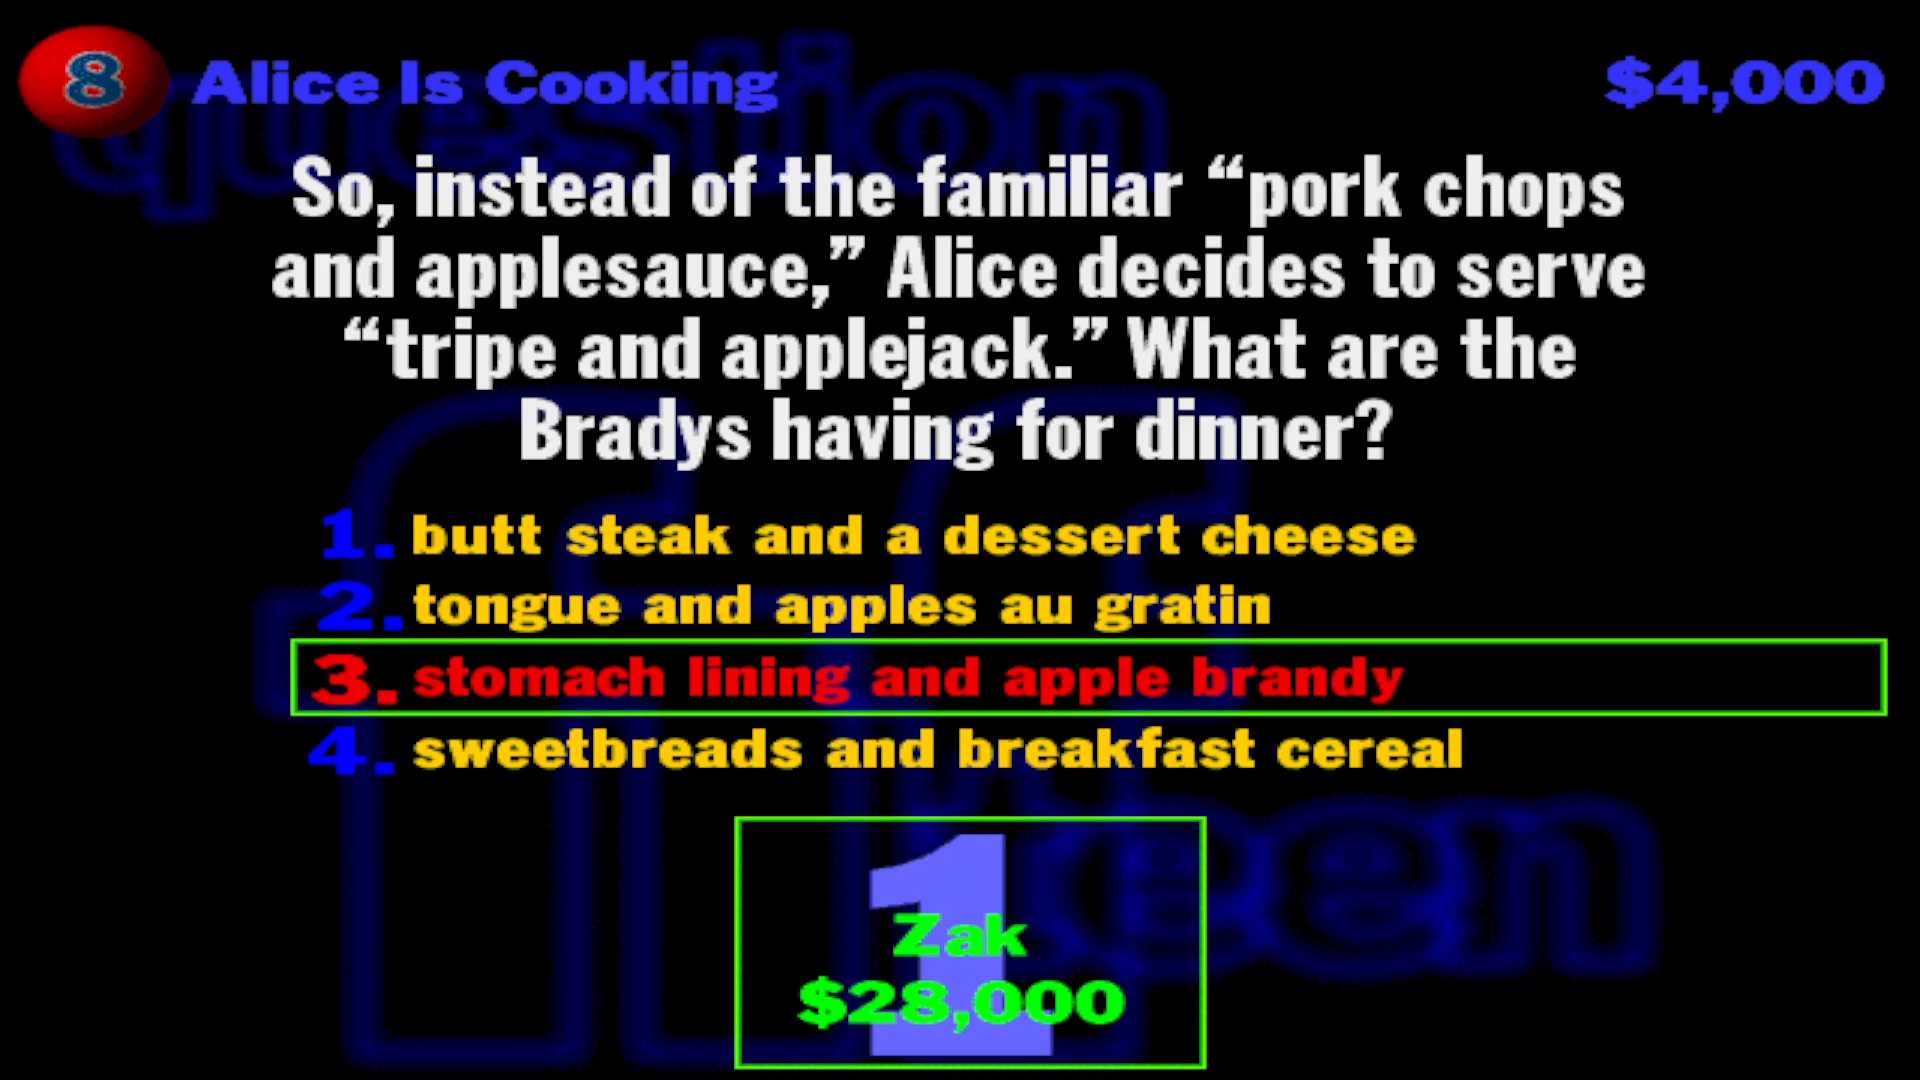 8 Alice Is Cooking $4,000
question
So, instead of the familiar “pork chops
and applesauce,” Alice decides to serve
“tripe and applejack.” What are the
Bradys having for dinner?
1. butt steak and a dessert cheese
2. tongue and apples au gratin
3. stomach lining and apple brandy
4. sweetbreads and breakfast cereal
1
Zak
$28,000